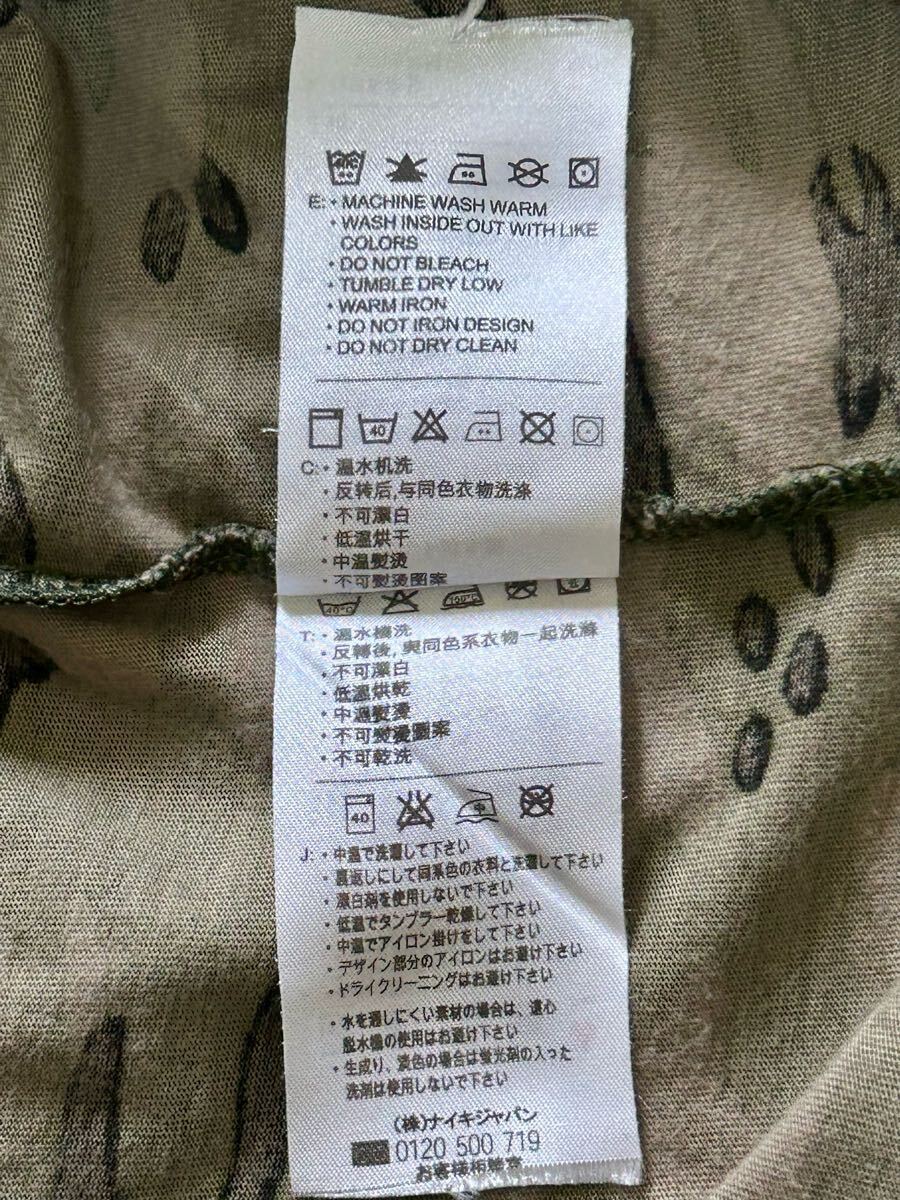 E: • MACHINE WASH WARM
• WASH INSIDE OUT WITH LIKE
COLORS
• DO NOT BLEACH
• TUMBLE DRY LOW
• WARM IRON
• DO NOT IRON DESIGN
• DO NOT DRY CLEAN
40
C: • 温水机洗
• 反转后,与同色衣物洗涤
• 不可漂白
• 低温烘干
• 中温熨烫
• 不可熨烫图案
40°C 100°C
T: • 溫水機洗
• 反轉後, 與同色系衣物一起洗滌
• 不可漂白
• 低溫烘乾
• 中溫熨燙
• 不可熨燙圖案
• 不可乾洗
40 中
J: • 中温で洗濯して下さい
• 裏返しにして同系色の衣料と洗濯して下さい
• 漂白剤を使用しないで下さい
• 低温でタンブラー乾燥して下さい
• 中温でアイロン掛けをして下さい
• デザイン部分のアイロンはお避け下さい
• ドライクリーニングはお避け下さい
• 水を通しにくい素材の場合は、遠心
脱水機の使用はお避け下さい
• 生成り、淡色の場合は蛍光剤の入った
洗剤は使用しないで下さい
(株)ナイキジャパン
0120 500 719
お客様相談室